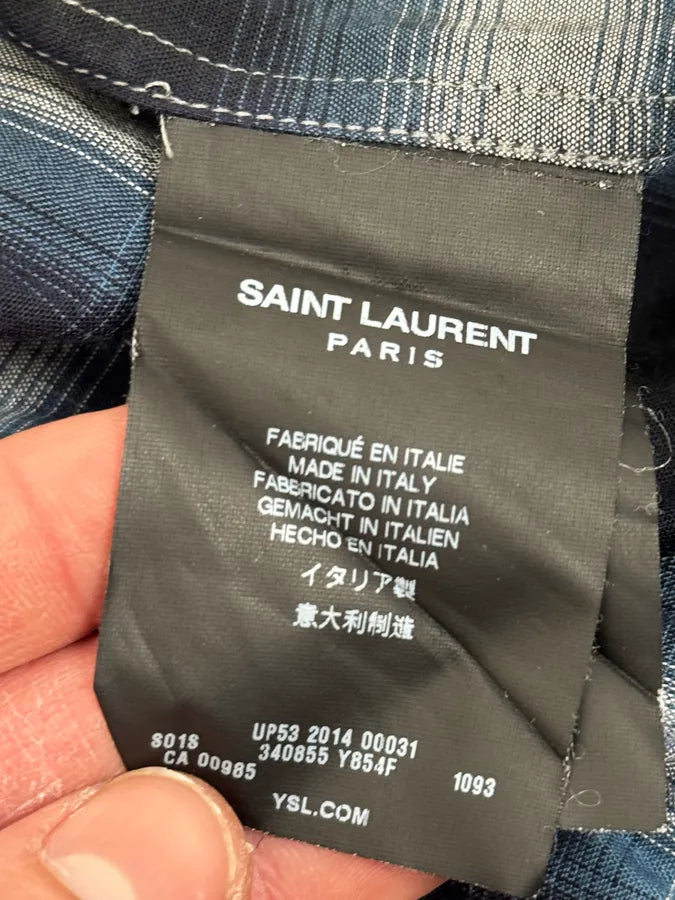 SAINT LAURENT
PARIS
FABRIQUÉ EN ITALIE
MADE IN ITALY
FABBRICATO IN ITALIA
GEMACHT IN ITALIEN
HECHO EN ITALIA
イタリア製
意大利制造
S01S UP53 2014 00031
CA 00985 340855 Y854F 1093
YSL.COM